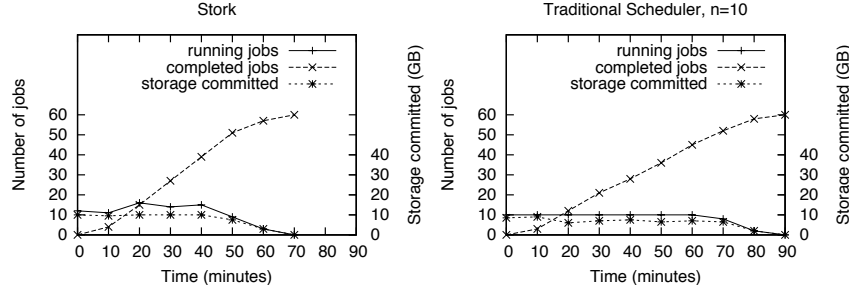 Stork
running jobs
completed jobs
storage committed
Number of jobs
60
50
40
30
20
10
0
Storage committed (GB)
40
30
20
10
0
0 10 20 30 40 50 60 70 80 90
Time (minutes)
Traditional Scheduler, n=10
running jobs
completed jobs
storage committed
Number of jobs
60
50
40
30
20
10
0
Storage committed (GB)
40
30
20
10
0
0 10 20 30 40 50 60 70 80 90
Time (minutes)